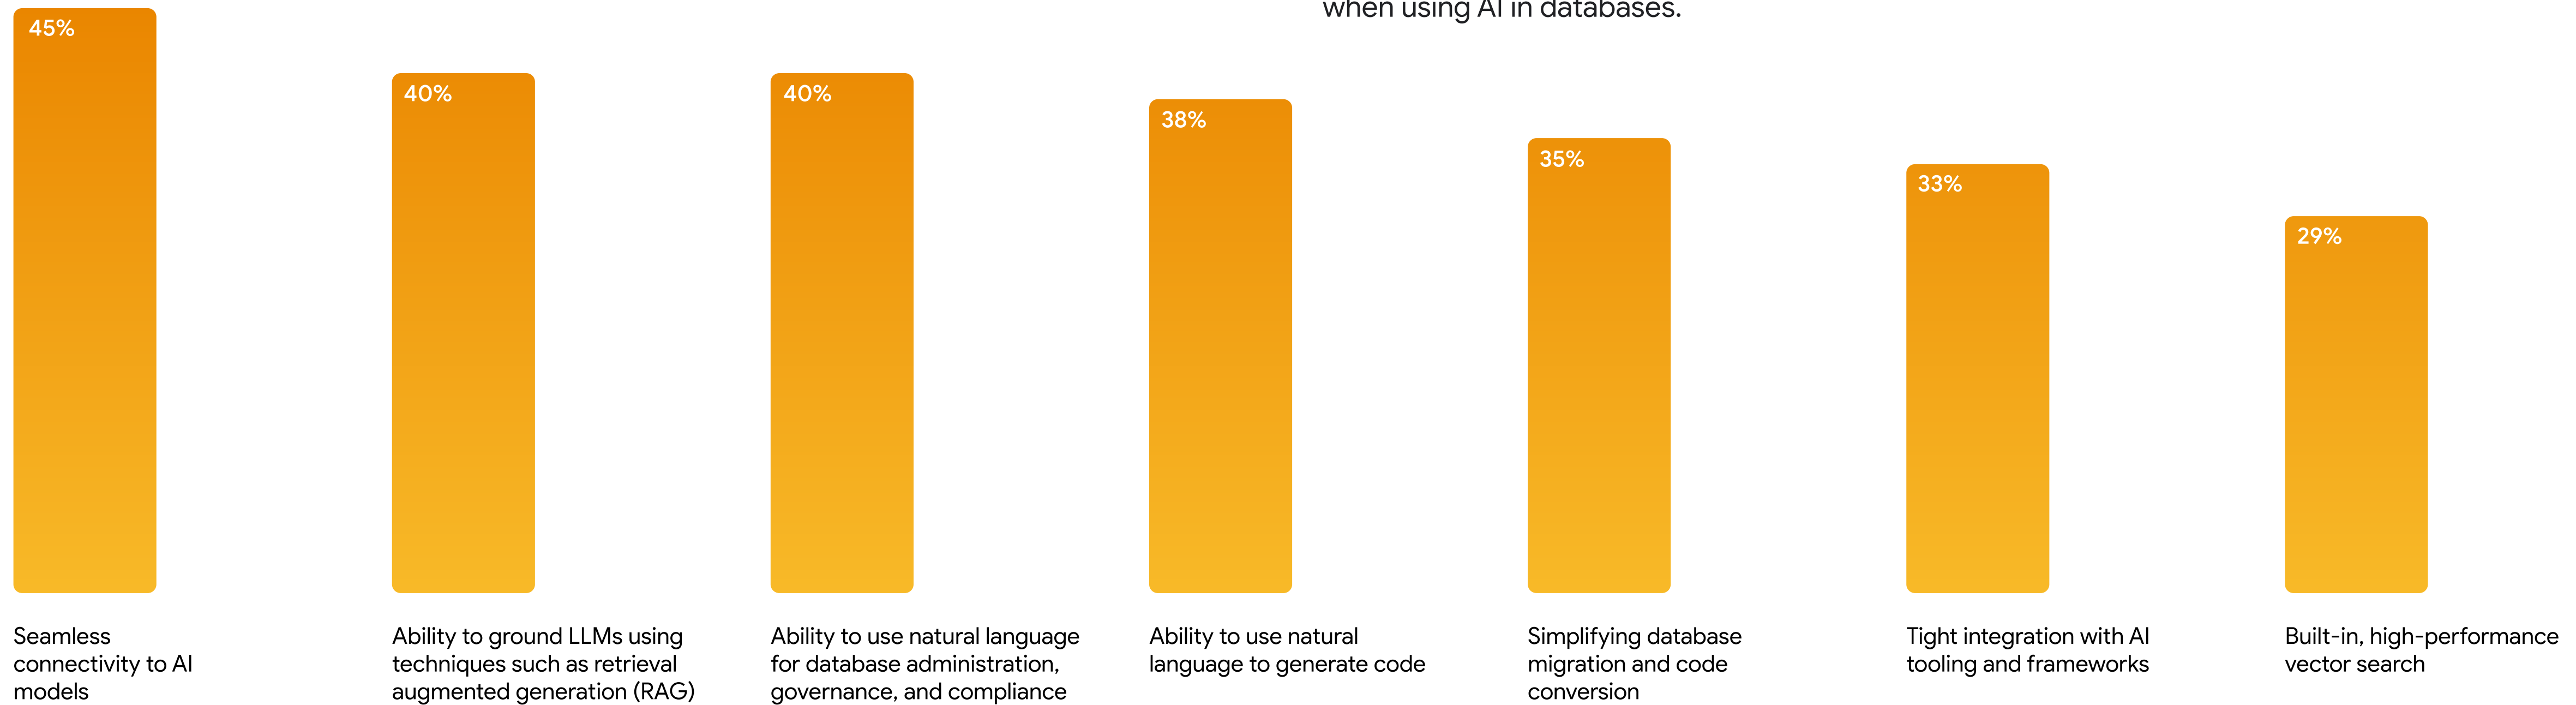 when using AI in databases.
45%
40%
40%
38%
35%
33%
29%
Seamless
connectivity to AI
models
Ability to ground LLMs using
techniques such as retrieval
augmented generation (RAG)
Ability to use natural language
for database administration,
governance, and compliance
Ability to use natural
language to generate code
Simplifying database
migration and code
conversion
Tight integration with AI
tooling and frameworks
Built-in, high-performance
vector search